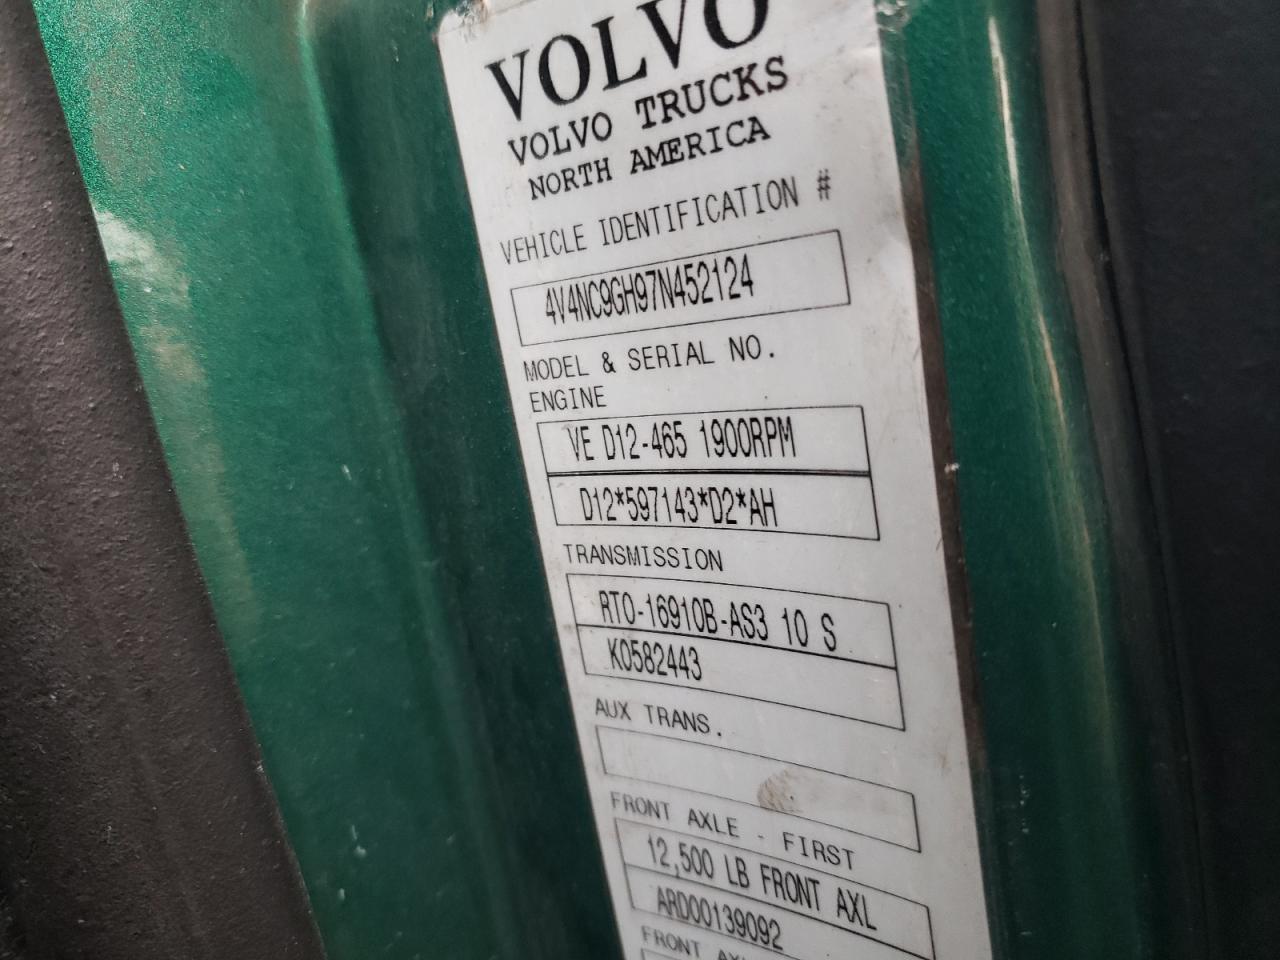 VOLVO
VOLVO TRUCKS
NORTH AMERICA
VEHICLE IDENTIFICATION #
4V4NC9GH97N452124
MODEL & SERIAL NO.
ENGINE
VE D12-465 1900RPM
D12*597143*D2*AH
TRANSMISSION
RTO-16910B-AS3 10 S
K0582443
AUX TRANS.
FRONT AXLE - FIRST
12,500 LB FRONT AXL
ARD00139092
FRONT